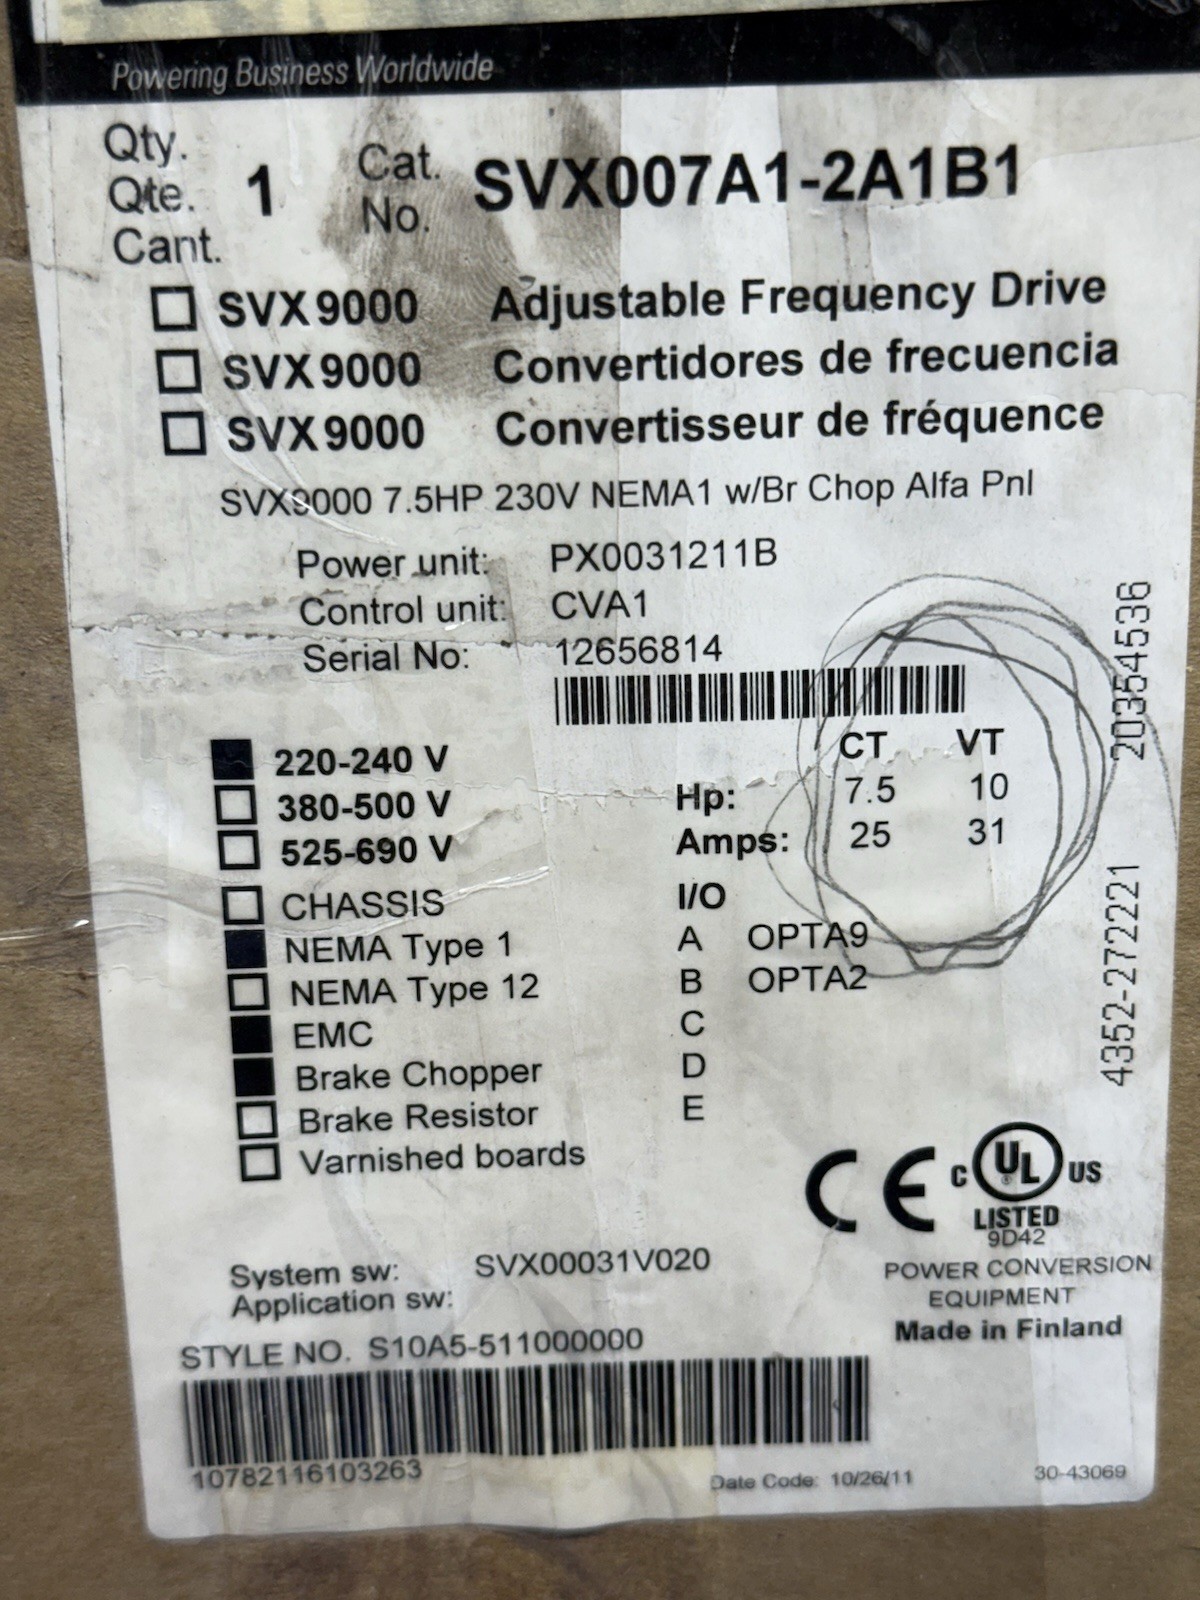 Powering Business Worldwide
Qty.
Qte.
Cant.
1
Cat.
No.
SVX007A1-2A1B1
SVX9000 Adjustable Frequency Drive
SVX9000 Convertidores de frecuencia
SVX9000 Convertisseur de fréquence
SVX9000 7.5HP 230V NEMA1 w/Br Chop Alfa Pnl
Power unit: PX0031211B
Control unit: CVA1
Serial No: 12656814
220-240 V
380-500 V
525-690 V
CHASSIS
NEMA Type 1
NEMA Type 12
EMC
Brake Chopper
Brake Resistor
Varnished boards
CT VT
Hp: 7.5 10
Amps: 25 31
I/O
A OPTA9
B OPTA2
C
D
E
20354536
4352-272221
CE
C UL US
LISTED
9D42
POWER CONVERSION
EQUIPMENT
Made in Finland
System sw: SVX00031V020
Application sw:
STYLE NO. S10A5-511000000
10782116103263
Date Code: 10/26/11
30-43069